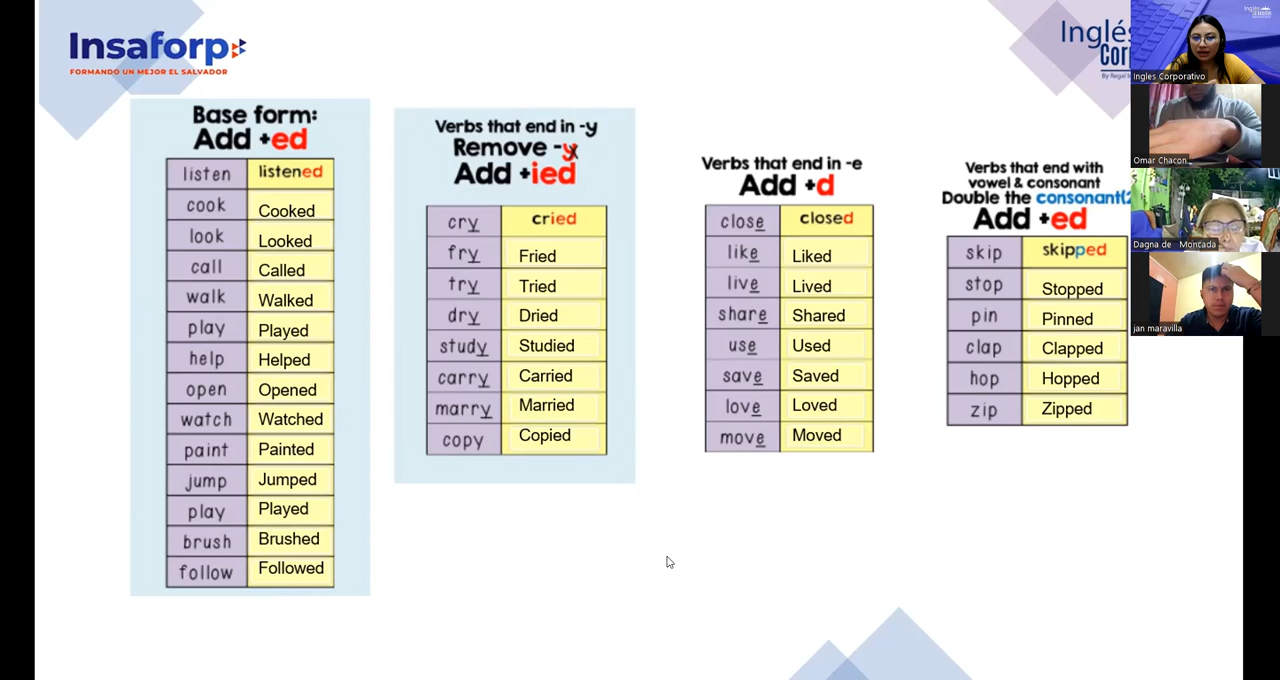 Insaforp
FORMANDO UN MEJOR EL SALVADOR
Inglés
Cor
By Regal
Ingles Corporativo
Omar Chacon
Dagna de Moncada
jan maravilla
Base form:
Add +ed
listen listened
cook Cooked
look Looked
call Called
walk Walked
play Played
help Helped
open Opened
watch Watched
paint Painted
jump Jumped
play Played
brush Brushed
follow Followed
Verbs that end in -y
Remove -y
Add +ied
cry cried
fry Fried
try Tried
dry Dried
study Studied
carry Carried
marry Married
copy Copied
Verbs that end in -e
Add +d
close closed
like Liked
live Lived
share Shared
use Used
save Saved
love Loved
move Moved
Verbs that end with
vowel & consonant
Double the consonant(2
Add +ed
skip skipped
stop Stopped
pin Pinned
clap Clapped
hop Hopped
zip Zipped